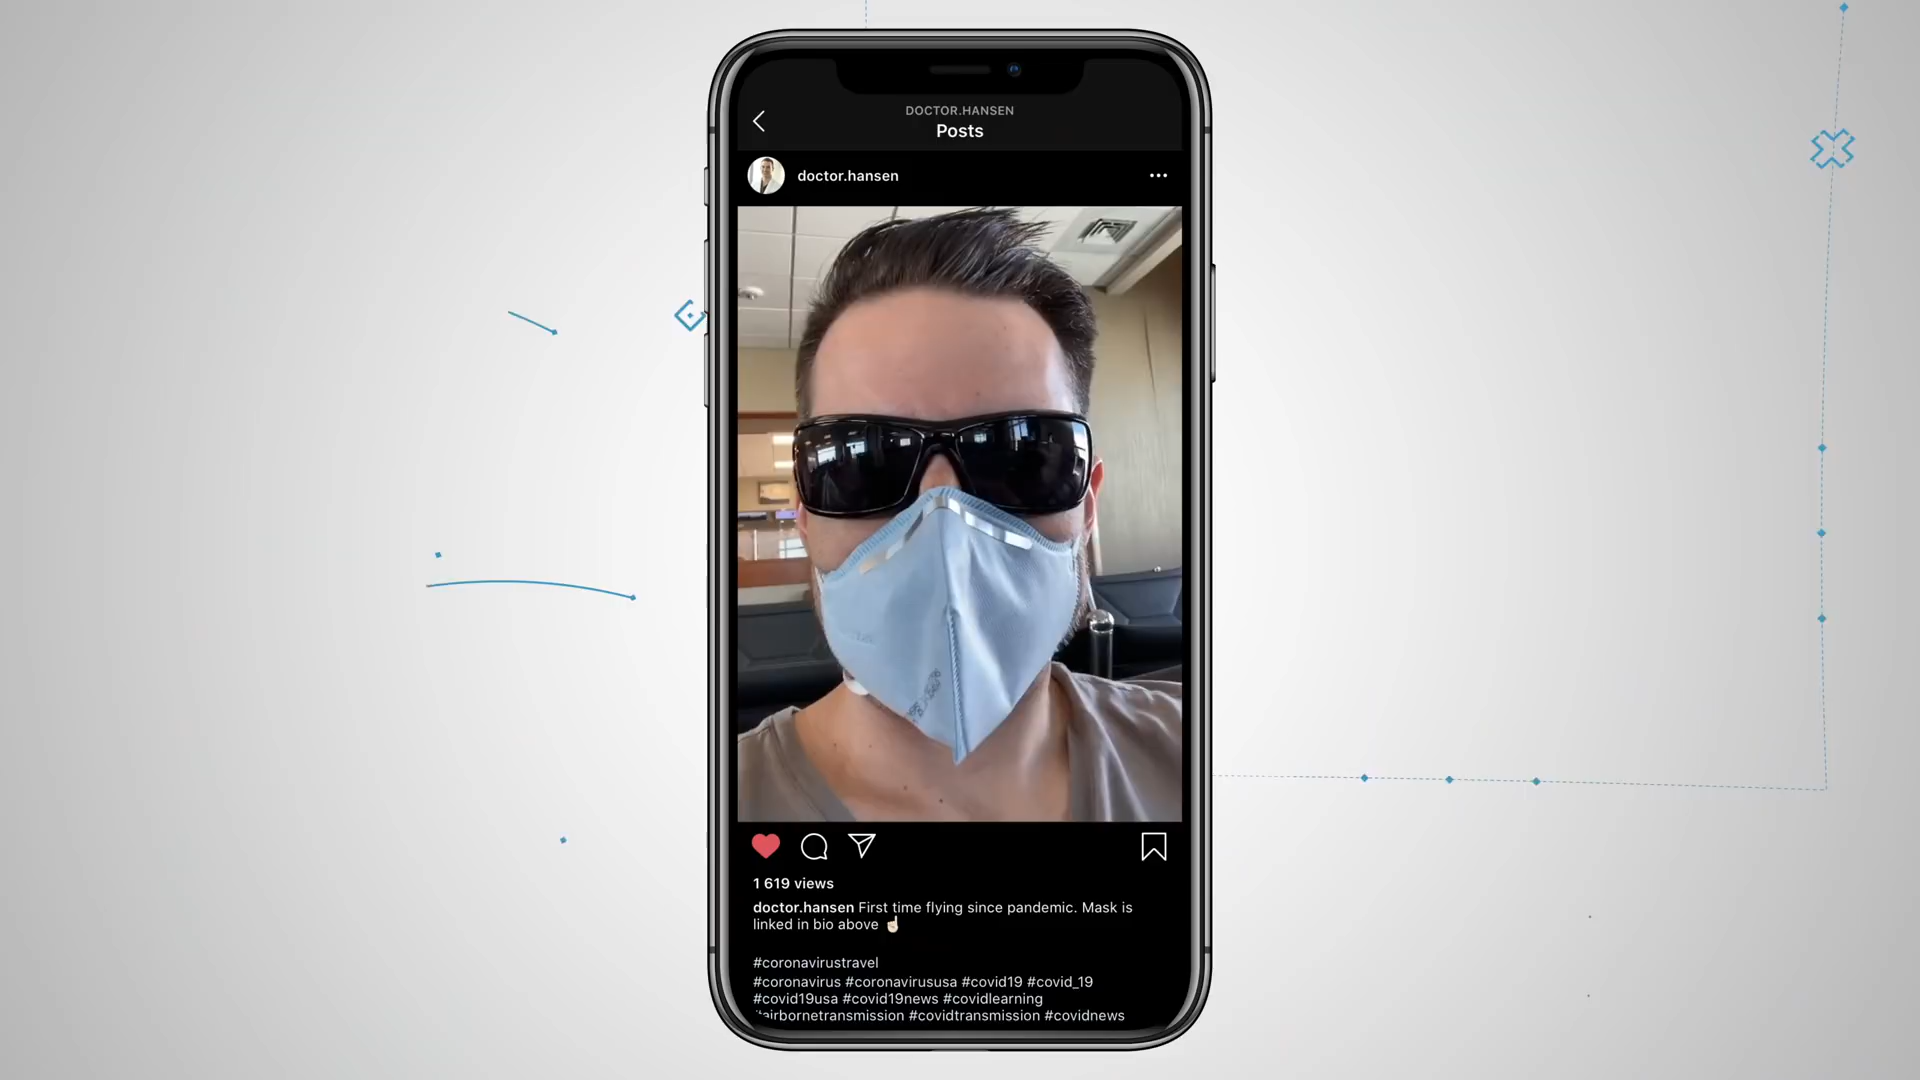 DOCTOR.HANSEN
Posts
doctor.hansen
1 619 views
doctor.hansen First time flying since pandemic. Mask is
linked in bio above ☝🏻
#coronavirustravel
#coronavirus #coronavirususa #covid19 #covid_19
#covid19usa #covid19news #covidlearning
#airbornetransmission #covidtransmission #covidnews